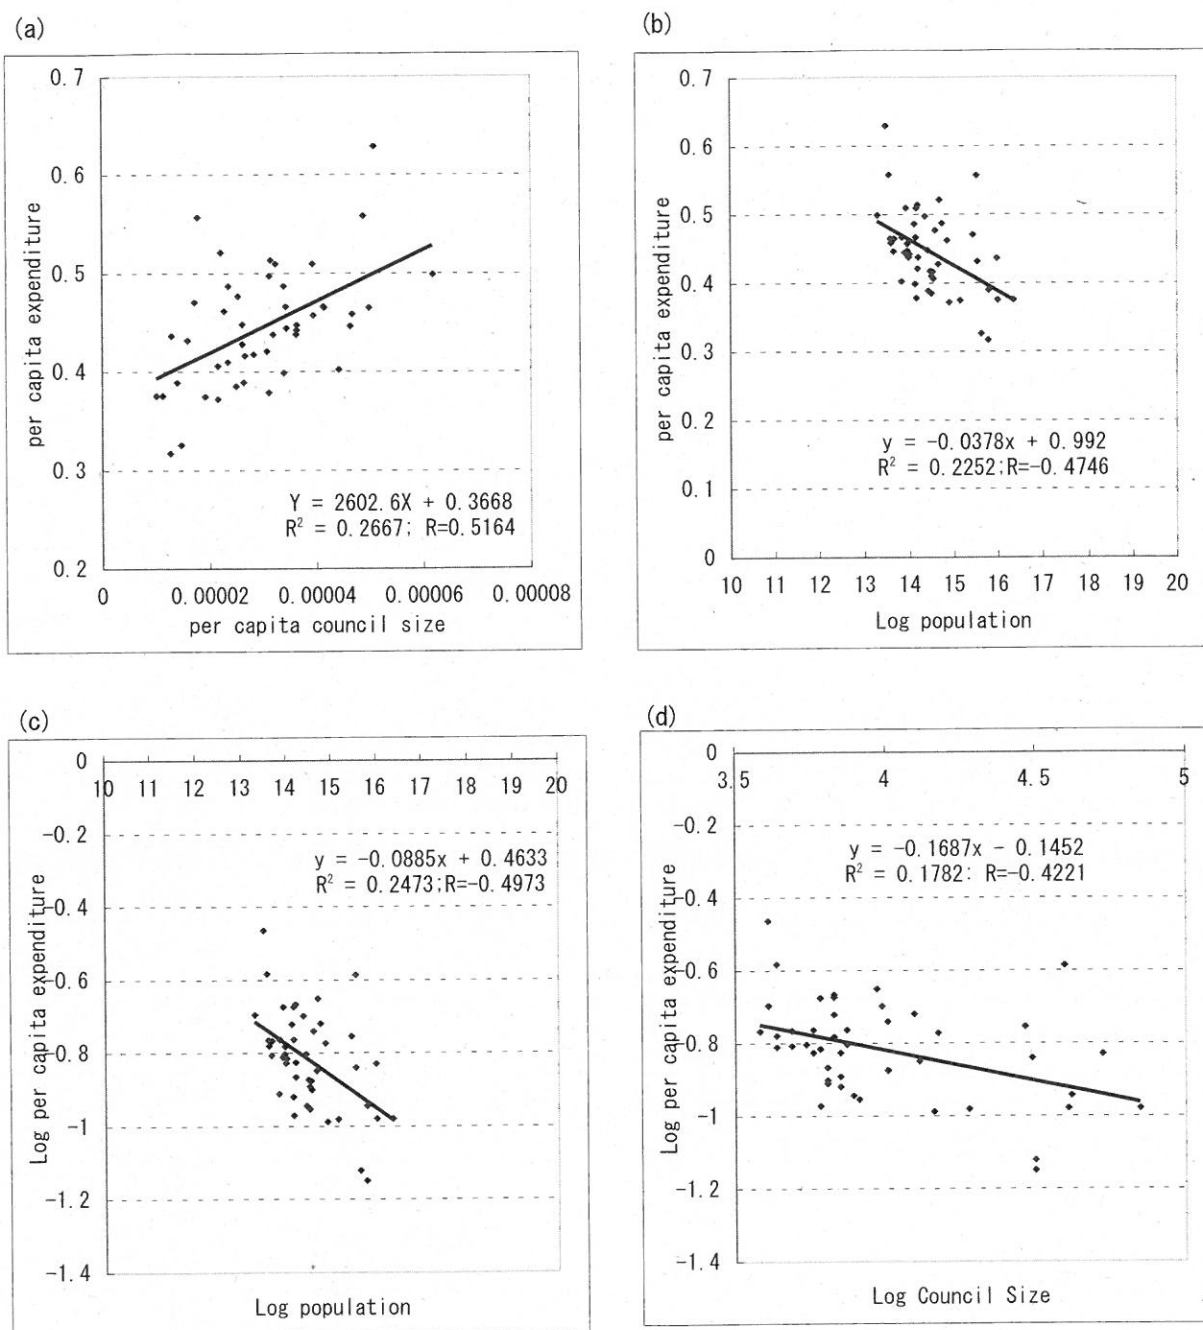 (a)
0.7
0.6
0.5
0.4
0.3
0.2
per capita expenditure
Y = 2602.6X + 0.3668
R² = 0.2667; R=0.5164
0 0.00002 0.00004 0.00006 0.00008
per capita council size
(b)
0.7
0.6
0.5
0.4
0.3
0.2
0.1
0
per capita expenditure
y = -0.0378x + 0.992
R² = 0.2252;R=-0.4746
10 11 12 13 14 15 16 17 18 19 20
Log population
(c)
0
10 11 12 13 14 15 16 17 18 19 20
-0.2
-0.4
-0.6
-0.8
-1
-1.2
-1.4
Log per capita expenditure
y = -0.0885x + 0.4633
R² = 0.2473;R=-0.4973
Log population
(d)
0
3.5 4 4.5 5
-0.2
-0.4
-0.6
-0.8
-1
-1.2
-1.4
Log per capita expenditure
y = -0.1687x - 0.1452
R² = 0.1782: R=-0.4221
Log Council Size